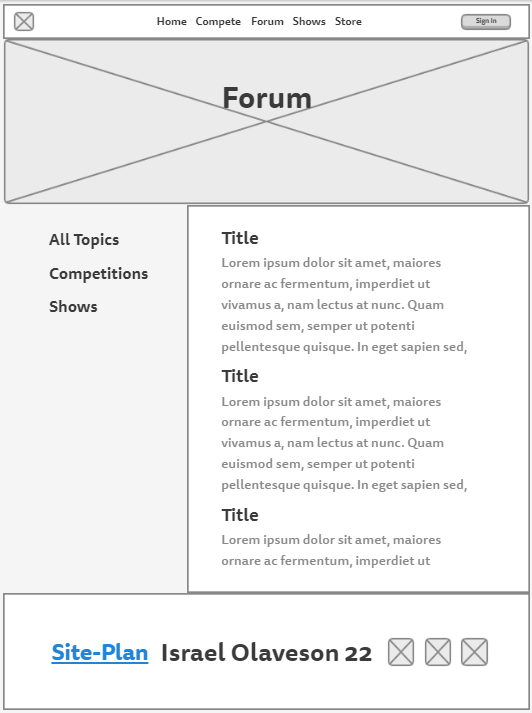 Home Compete Forum Shows Store Sign In
Forum
All Topics
Competitions
Shows
Title
Lorem ipsum dolor sit amet, maiores
ornare ac fermentum, imperdiet ut
vivamus a, nam lectus at nunc. Quam
euismod sem, semper ut potenti
pellentesque quisque. In eget sapien sed,
Title
Lorem ipsum dolor sit amet, maiores
ornare ac fermentum, imperdiet ut
vivamus a, nam lectus at nunc. Quam
euismod sem, semper ut potenti
pellentesque quisque. In eget sapien sed,
Title
Lorem ipsum dolor sit amet, maiores
ornare ac fermentum, imperdiet ut
Site-Plan Israel Olaveson 22